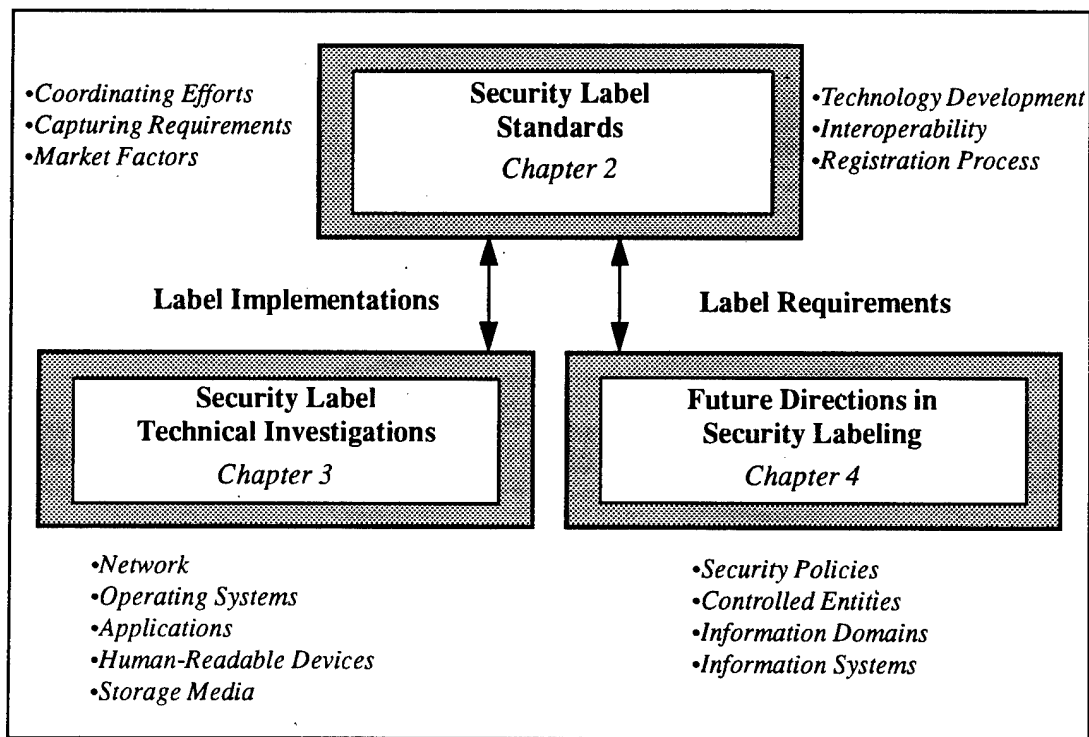 •Coordinating Efforts
•Capturing Requirements
•Market Factors
Security Label
Standards
Chapter 2
•Technology Development
•Interoperability
•Registration Process
Label Implementations
Label Requirements
Security Label
Technical Investigations
Chapter 3
Future Directions in
Security Labeling
Chapter 4
•Network
•Operating Systems
•Applications
•Human-Readable Devices
•Storage Media
•Security Policies
•Controlled Entities
•Information Domains
•Information Systems